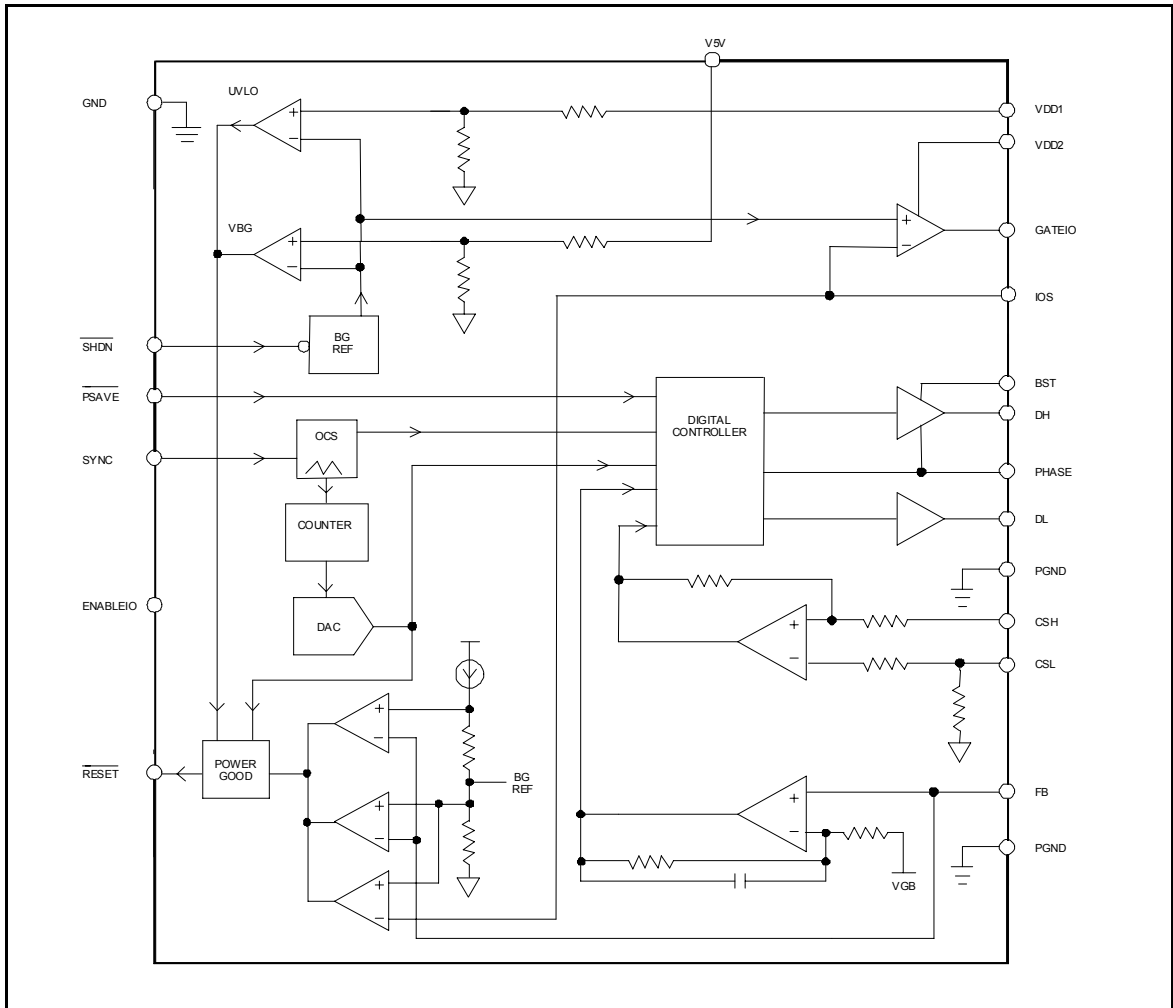 V5V
GND
UVLO
+
−
VDD1
VDD2
VBG
+
−
+
−
GATEIO
IOS
SHDN
BG
REF
PSAVE
BST
DIGITAL
CONTROLLER
DH
OCS
SYNC
PHASE
COUNTER
DL
PGND
ENABLEIO
DAC
+
−
CSH
CSL
+
−
RESET
POWER
GOOD
BG
REF
+
−
FB
+
−
PGND
VGB
+
−